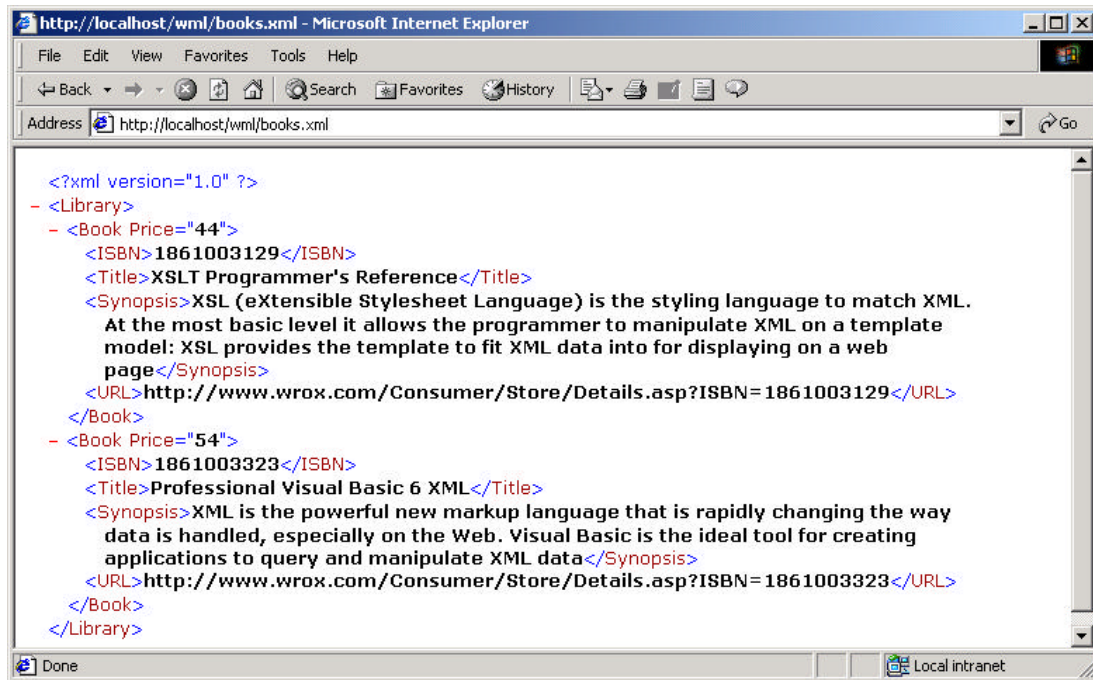 http://localhost/wml/books.xml - Microsoft Internet Explorer
File Edit View Favorites Tools Help
Back Search Favorites History
Address http://localhost/wml/books.xml Go
<?xml version="1.0" ?>
- <Library>
- <Book Price="44">
<ISBN>1861003129</ISBN>
<Title>XSLT Programmer's Reference</Title>
<Synopsis>XSL (eXtensible Stylesheet Language) is the styling language to match XML.
At the most basic level it allows the programmer to manipulate XML on a template
model: XSL provides the template to fit XML data into for displaying on a web
page</Synopsis>
<URL>http://www.wrox.com/Consumer/Store/Details.asp?ISBN=1861003129</URL>
</Book>
- <Book Price="54">
<ISBN>1861003323</ISBN>
<Title>Professional Visual Basic 6 XML</Title>
<Synopsis>XML is the powerful new markup language that is rapidly changing the way
data is handled, especially on the Web. Visual Basic is the ideal tool for creating
applications to query and manipulate XML data</Synopsis>
<URL>http://www.wrox.com/Consumer/Store/Details.asp?ISBN=1861003323</URL>
</Book>
</Library>
Done Local intranet